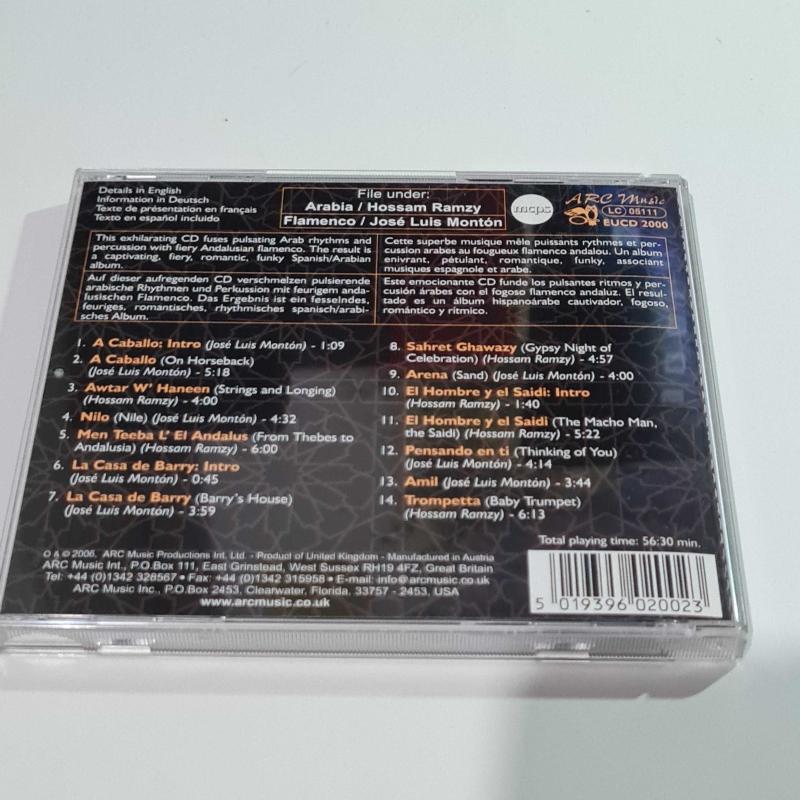 Details in English
Information in Deutsch
Texte de présentation en français
Texto en español incluido
File under:
Arabia / Hossam Ramzy
Flamenco / José Luis Montón
mcps
ARC Music
LC 05111
EUCD 2000
This exhilarating CD fuses pulsating Arab rhythms and
percussion with fiery Andalusian flamenco. The result is
a captivating, fiery, romantic, funky Spanish/Arabian
album.
Cette superbe musique mêle puissants rythmes et per-
cussion arabes au fougueux flamenco andalou. Un album
enivrant, pétulant, romantique, funky, associant
musiques espagnole et arabe.
Auf dieser aufregenden CD verschmelzen pulsierende
arabische Rhythmen und Perkussion mit feurigem anda-
lusischen Flamenco. Das Ergebnis ist ein fesselndes,
feuriges, romantisches, rhythmisches spanisch/arabi-
sches Album.
Este emocionante CD funde los pulsantes ritmos y per-
cusión árabes con el fogoso flamenco andaluz. El resul-
tado es un álbum hispanoárabe cautivador, fogoso,
romántico y rítmico.
1. A Caballo: Intro (José Luis Montón) - 1:09
2. A Caballo (On Horseback)
(José Luis Montón) - 5:18
3. Awtar W' Haneen (Strings and Longing)
(Hossam Ramzy) - 4:00
4. Nilo (Nile) (José Luis Montón) - 4:32
5. Men Teeba L' El Andalus (From Thebes to
Andalusia) (Hossam Ramzy) - 6:00
6. La Casa de Barry: Intro
(José Luis Montón) - 0:45
7. La Casa de Barry (Barry's House)
(José Luis Montón) - 3:59
8. Sahret Ghawazy (Gypsy Night of
Celebration) (Hossam Ramzy) - 4:57
9. Arena (Sand) (José Luis Montón) - 4:00
10. El Hombre y el Saidi: Intro
(Hossam Ramzy) - 1:40
11. El Hombre y el Saidi (The Macho Man,
the Saidi) (Hossam Ramzy) - 5:22
12. Pensando en ti (Thinking of You)
(José Luis Montón) - 4:14
13. Amil (José Luis Montón) - 3:44
14. Trompetta (Baby Trumpet)
(Hossam Ramzy) - 6:13
Total playing time: 56:30 min.
℗ & © 2006, ARC Music Productions Int. Ltd. - Product of United Kingdom - Manufactured in Austria
ARC Music Int., P.O.Box 111, East Grinstead, West Sussex RH19 4FZ, Great Britain
Tel: +44 (0)1342 328567 • Fax: +44 (0)1342 315958 • E-mail: info@arcmusic.co.uk
ARC Music Inc., P.O.Box 2453, Clearwater, Florida, 33757 - 2453, USA
www.arcmusic.co.uk
5 019396 020023